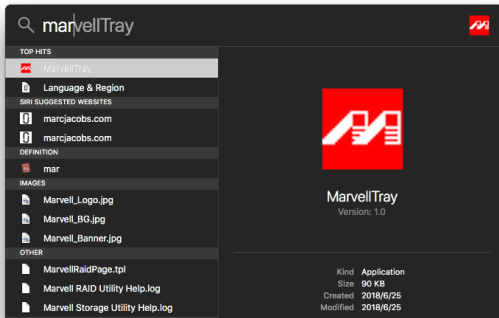 marvellTray
TOP HITS
MarvellTray
Language & Region
SIRI SUGGESTED WEBSITES
marcjacobs.com
marcjacobs.com
DEFINITION
mar
IMAGES
Marvell_Logo.jpg
Marvell_BG.jpg
Marvell_Banner.jpg
OTHER
MarvellRaidPage.tpl
Marvell RAID Utility Help.log
Marvell Storage Utility Help.log
MarvellTray
Version: 1.0
Kind Application
Size 90 KB
Created 2018/6/25
Modified 2018/6/25